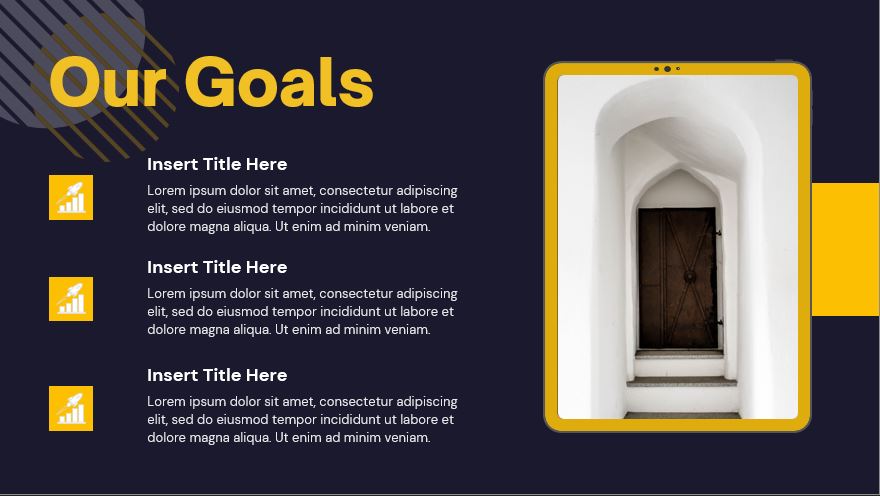 Our Goals
Insert Title Here
Lorem ipsum dolor sit amet, consectetur adipiscing
elit, sed do eiusmod tempor incididunt ut labore et
dolore magna aliqua. Ut enim ad minim veniam.
Insert Title Here
Lorem ipsum dolor sit amet, consectetur adipiscing
elit, sed do eiusmod tempor incididunt ut labore et
dolore magna aliqua. Ut enim ad minim veniam.
Insert Title Here
Lorem ipsum dolor sit amet, consectetur adipiscing
elit, sed do eiusmod tempor incididunt ut labore et
dolore magna aliqua. Ut enim ad minim veniam.